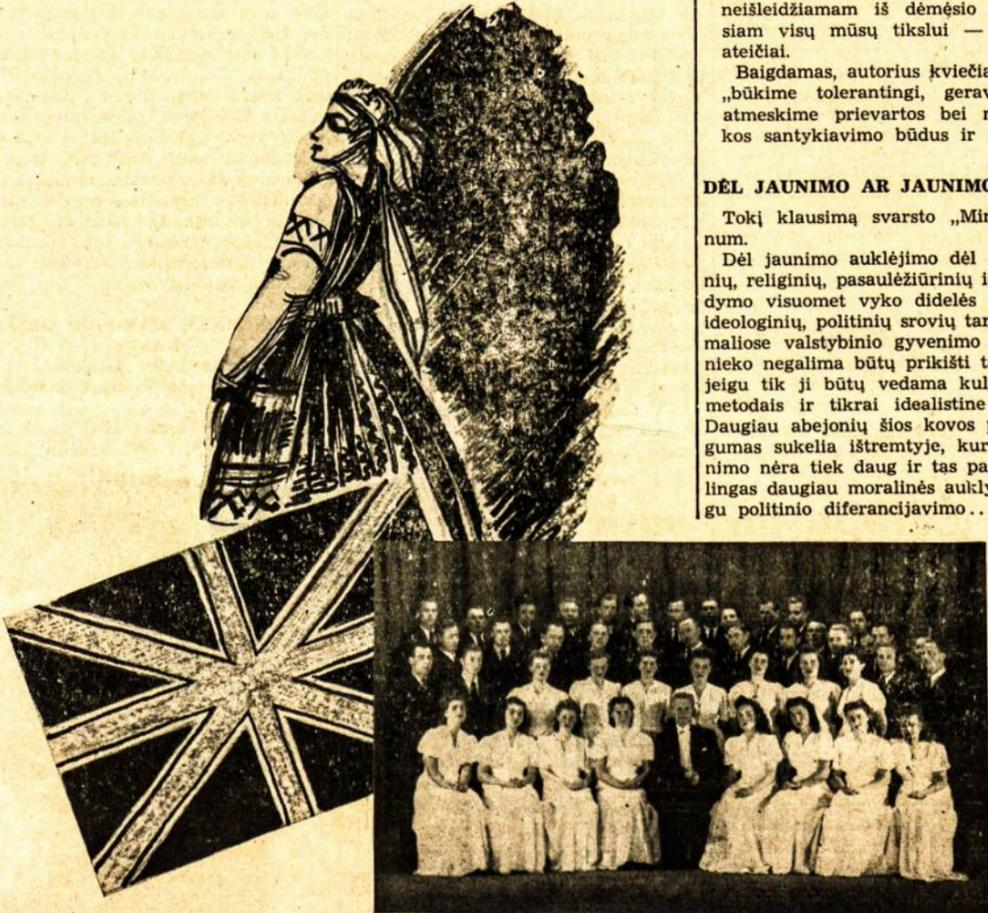 neišleidžiamam iš dėmėsio
siam visų mūsų tikslui —
ateičiai.
Baigdamas, autorius kviečia
„būkime tolerantingi, gerav
atmeskime prievartos bei n
kos santykiavimo būdus ir
DĖL JAUNIMO AR JAUNIMO
Tokį klausimą svarsto „Min
num.
Dėl jaunimo auklėjimo dėl
nių, religinių, pasaulėžiūrinių i
dymo visuomet vyko didelės
ideologinių, politinių srovių tar
maliose valstybinio gyvenimo
nieko negalima būtų prikišti t
jeigu tik ji būtų vedama kul
metodais ir tikrai idealistine
Daugiau abejonių šios kovos p
gumas sukelia ištremtyje, kur
nimo nėra tiek daug ir tas pa
lingas daugiau moralinės aukly
gu politinio diferancijavimo..